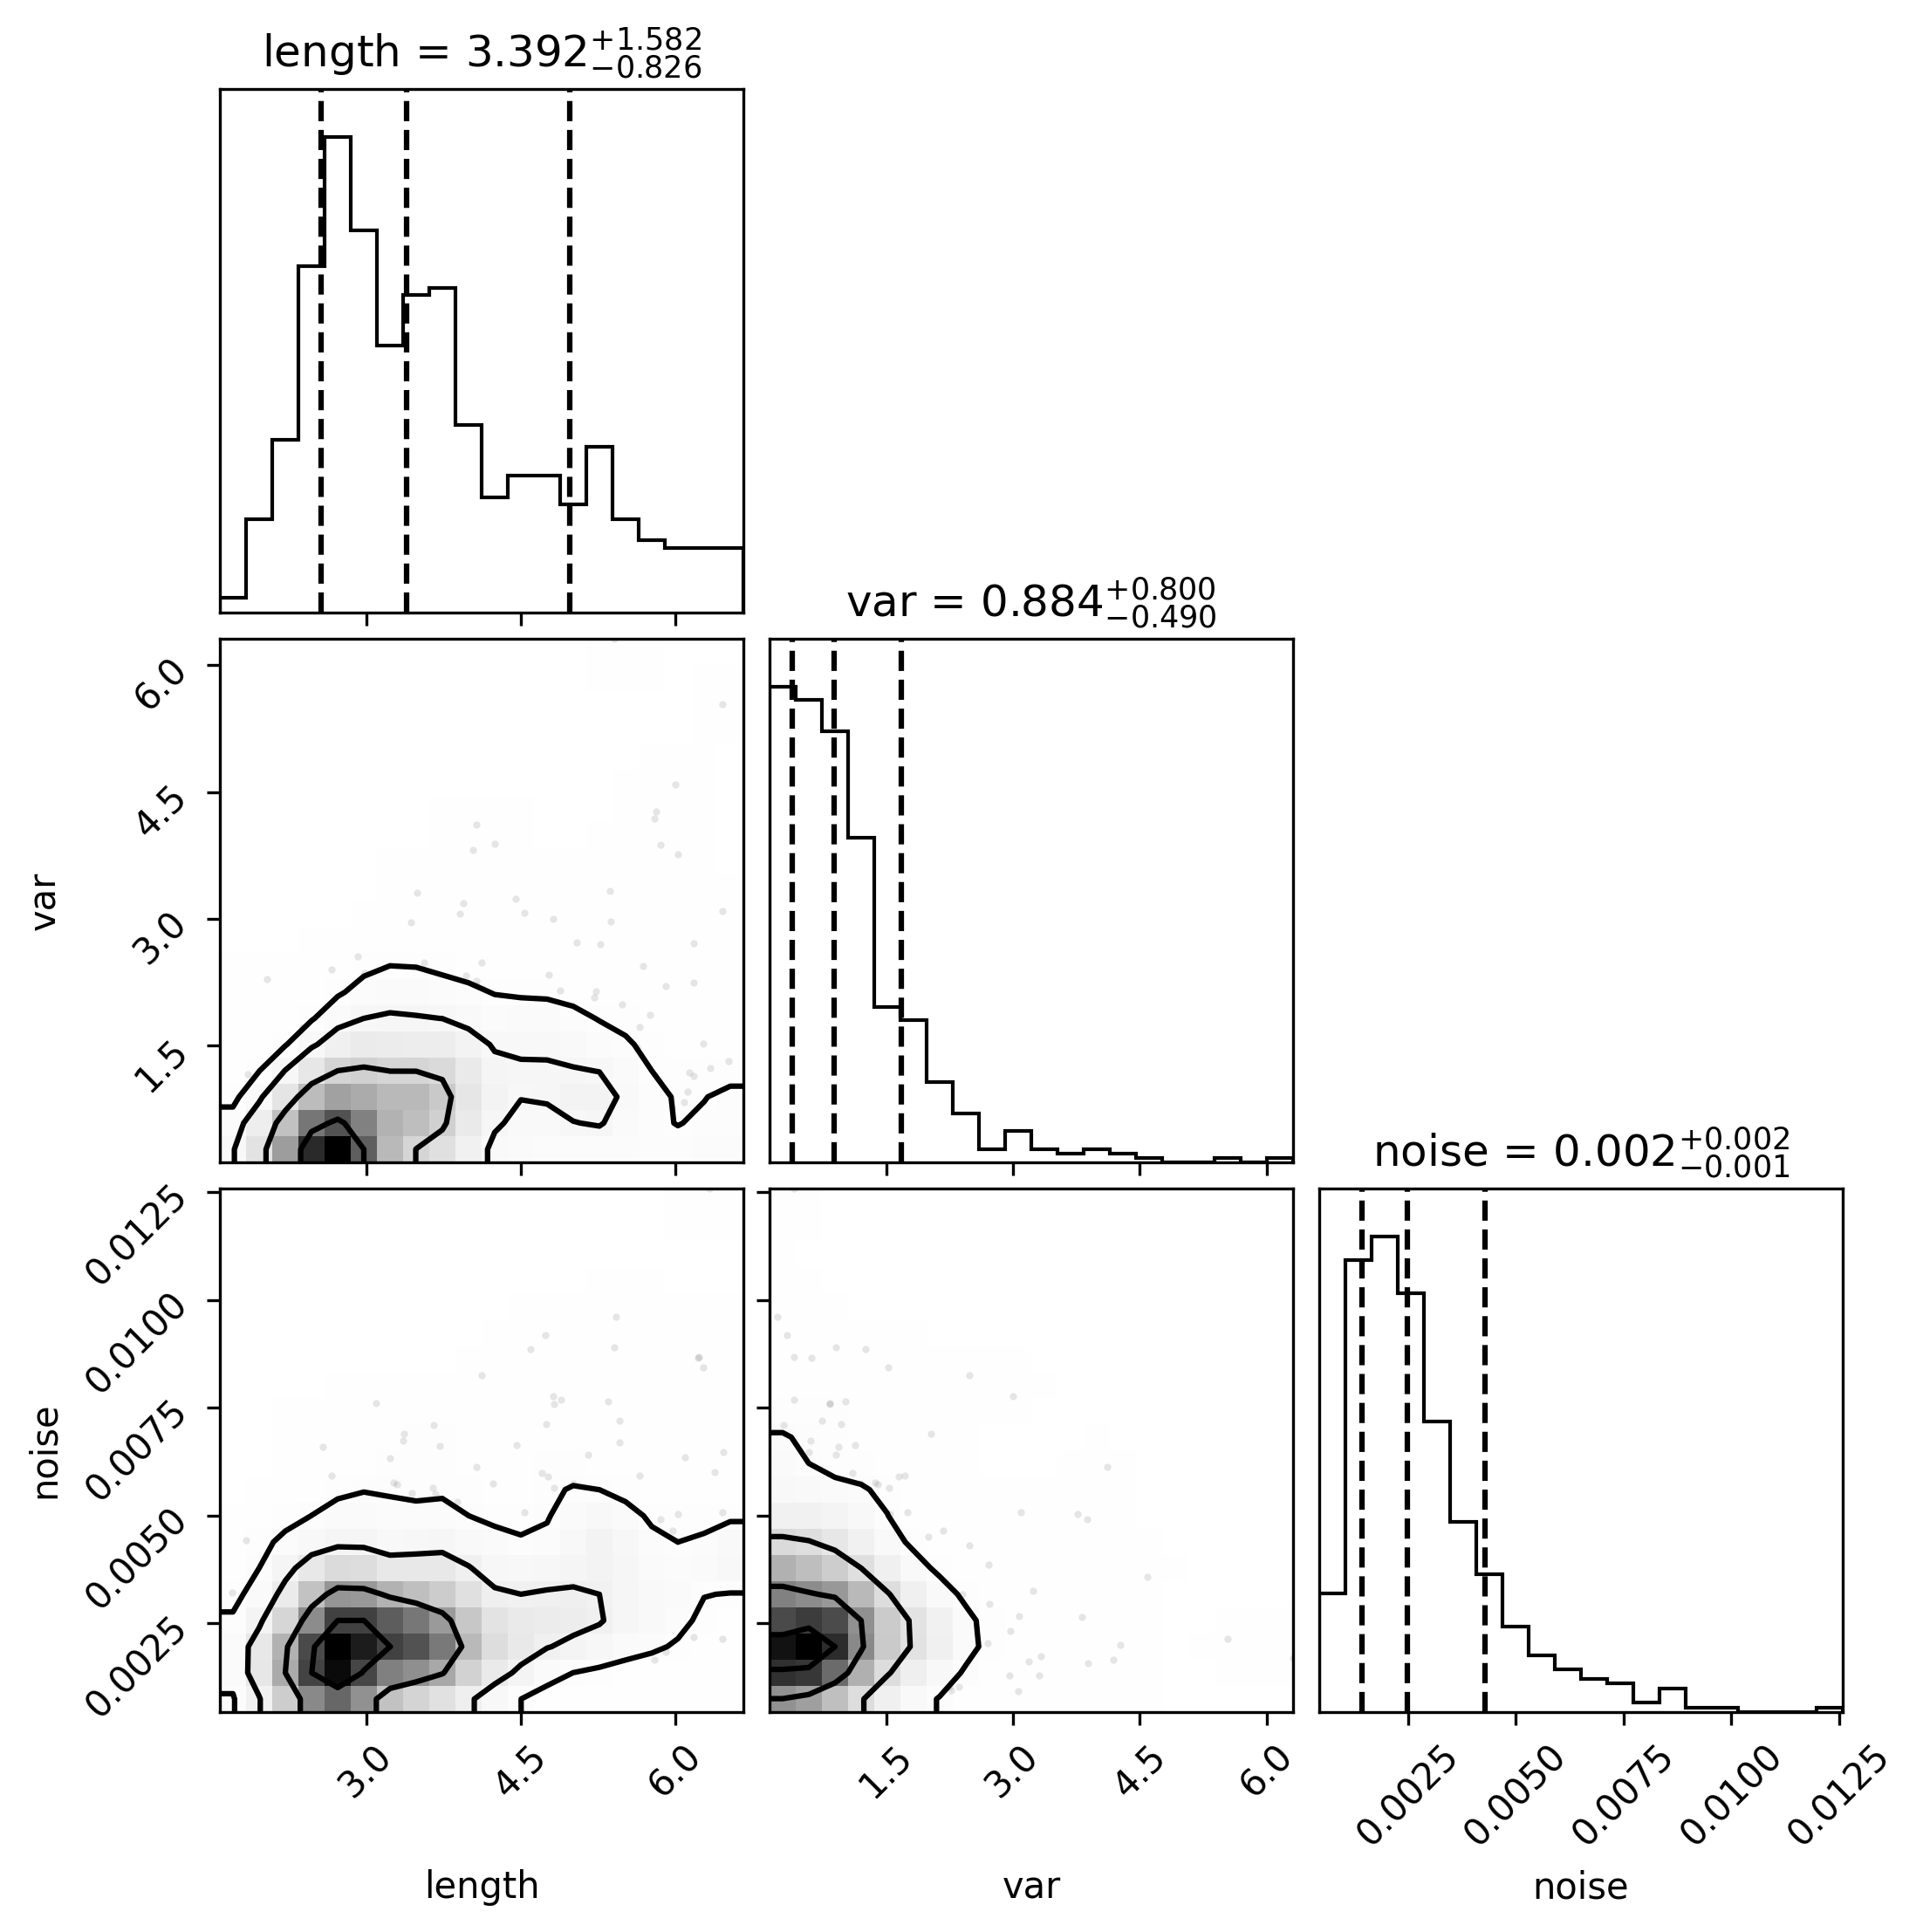 length = 3.392 +1.582 −0.826
var = 0.884 +0.800 −0.490
6.0
4.5
3.0
1.5
var
noise = 0.002 +0.002 −0.001
0.0125
0.0100
0.0075
0.0050
0.0025
noise
3.0 4.5 6.0
1.5 3.0 4.5 6.0
0.0025 0.0050 0.0075 0.0100 0.0125
length
var
noise